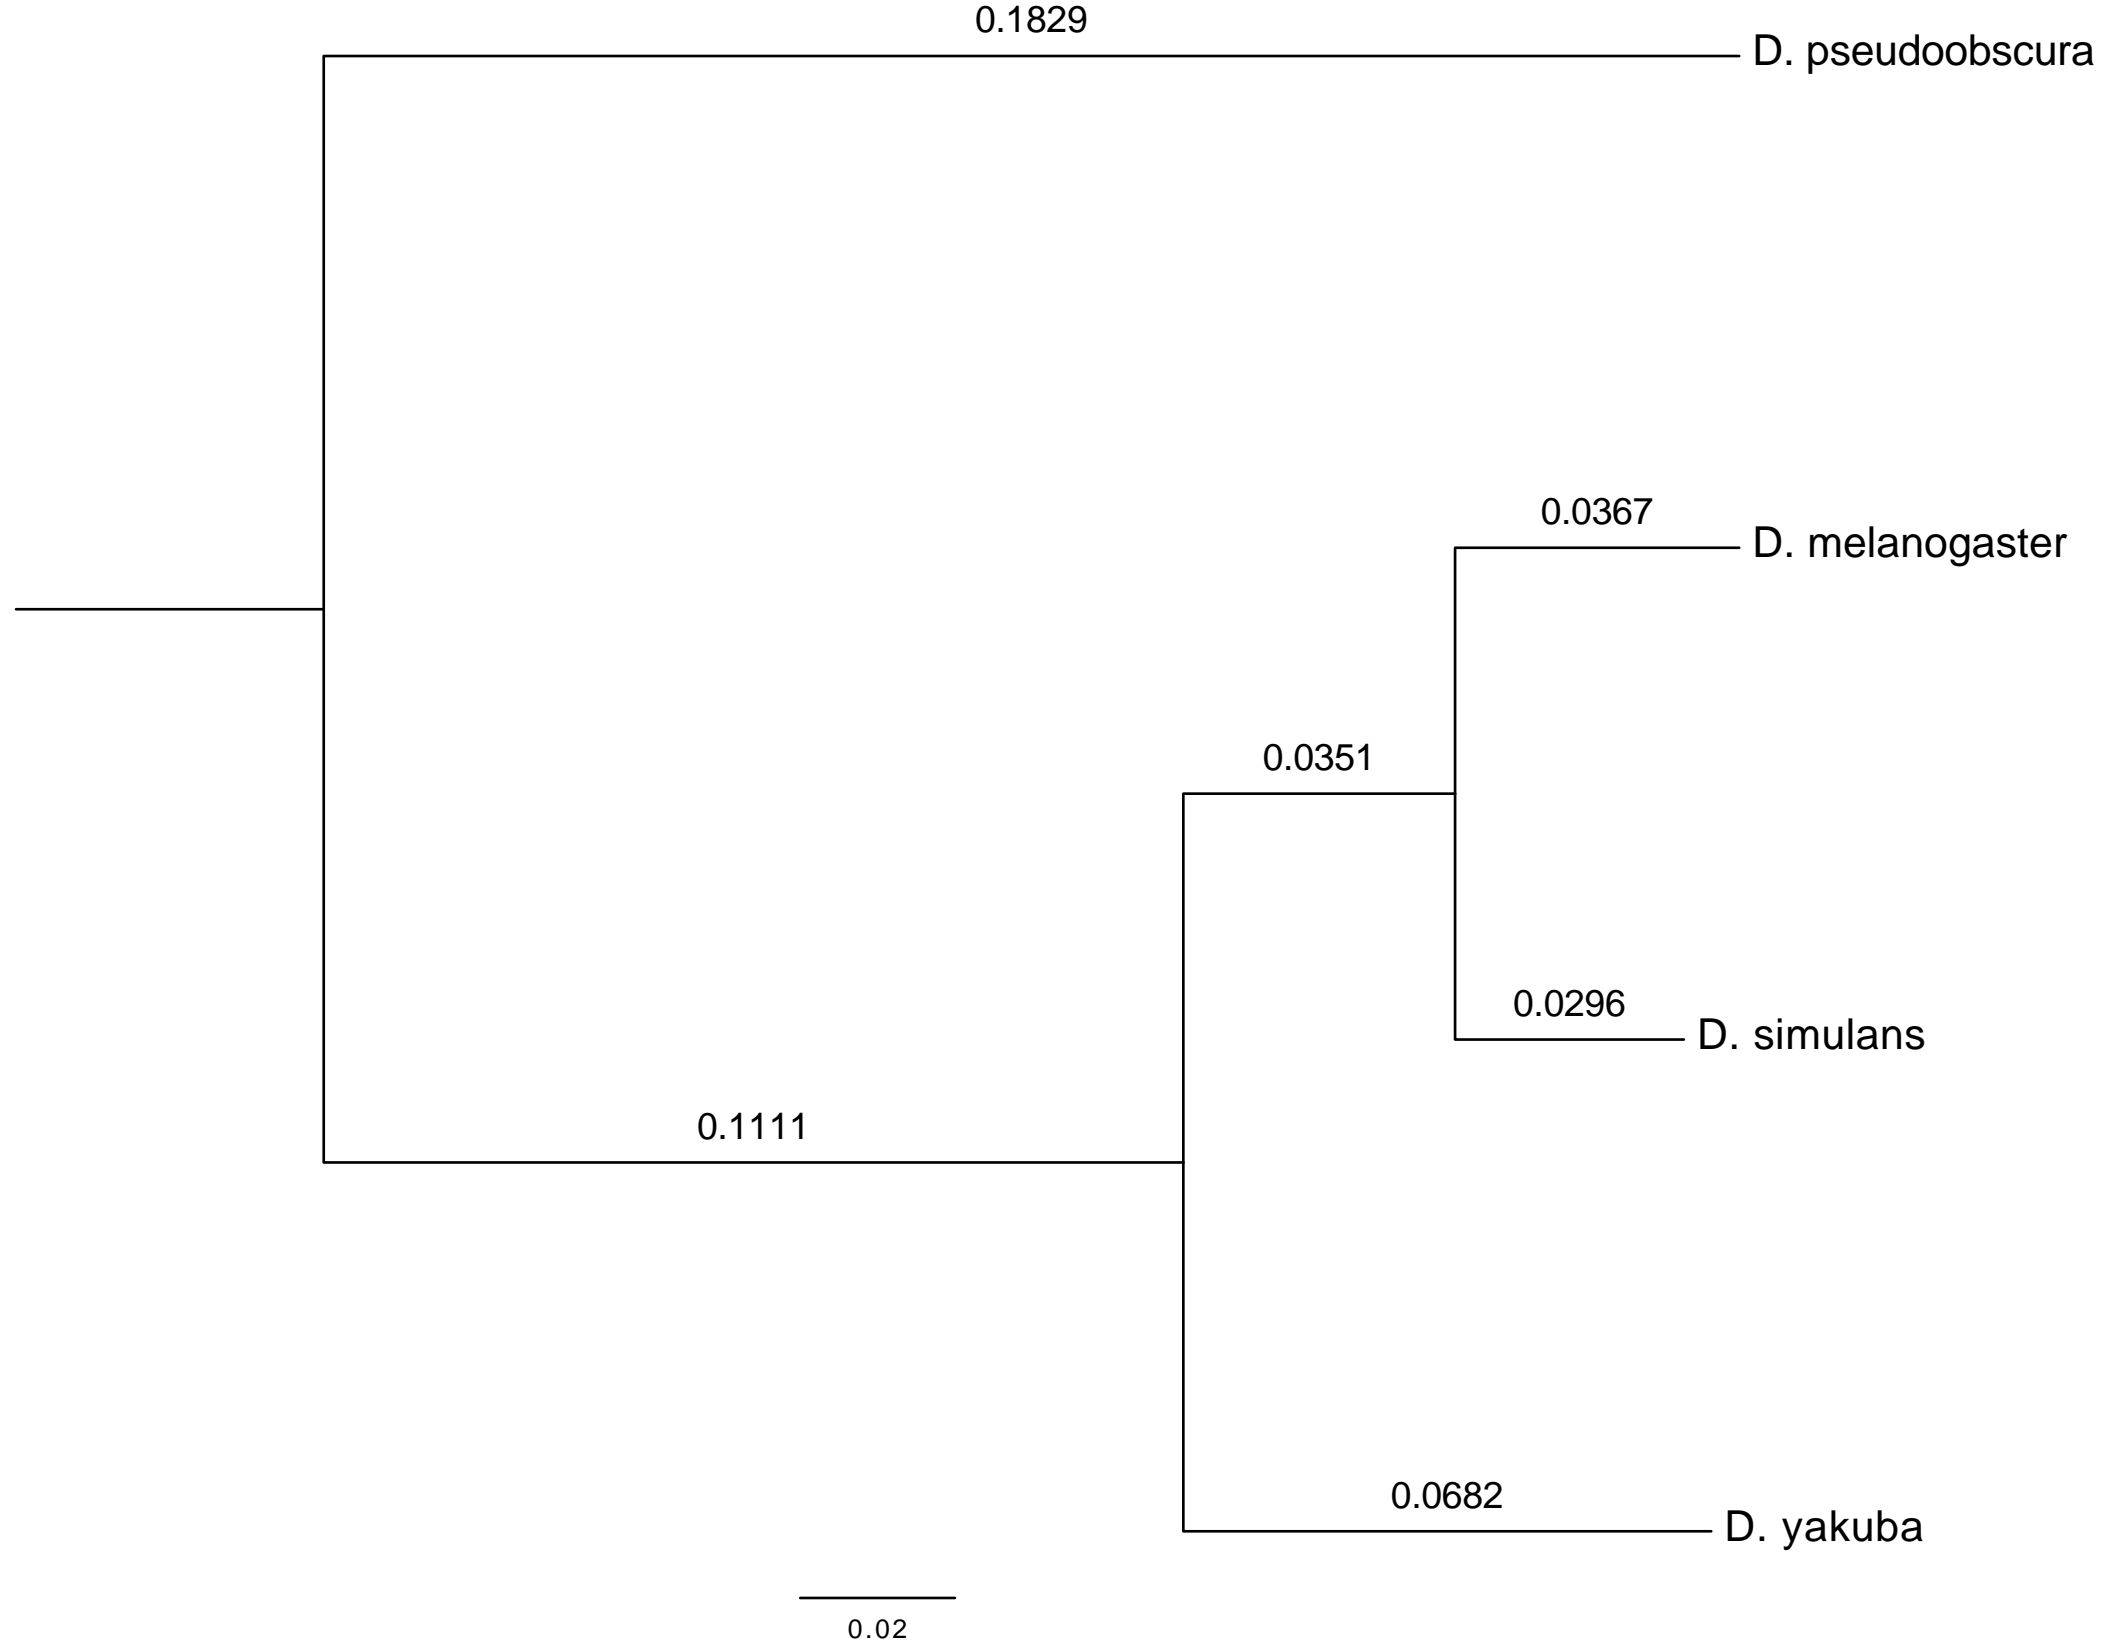 0.1829
D. pseudoobscura
0.0367
D. melanogaster
0.0351
0.0296
D. simulans
0.1111
0.0682
D. yakuba
0.02